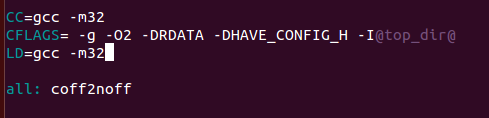 CC=gcc -m32
CFLAGS= -g -O2 -DRDATA -DHAVE_CONFIG_H -I@top_dir@
LD=gcc -m32
all: coff2noff